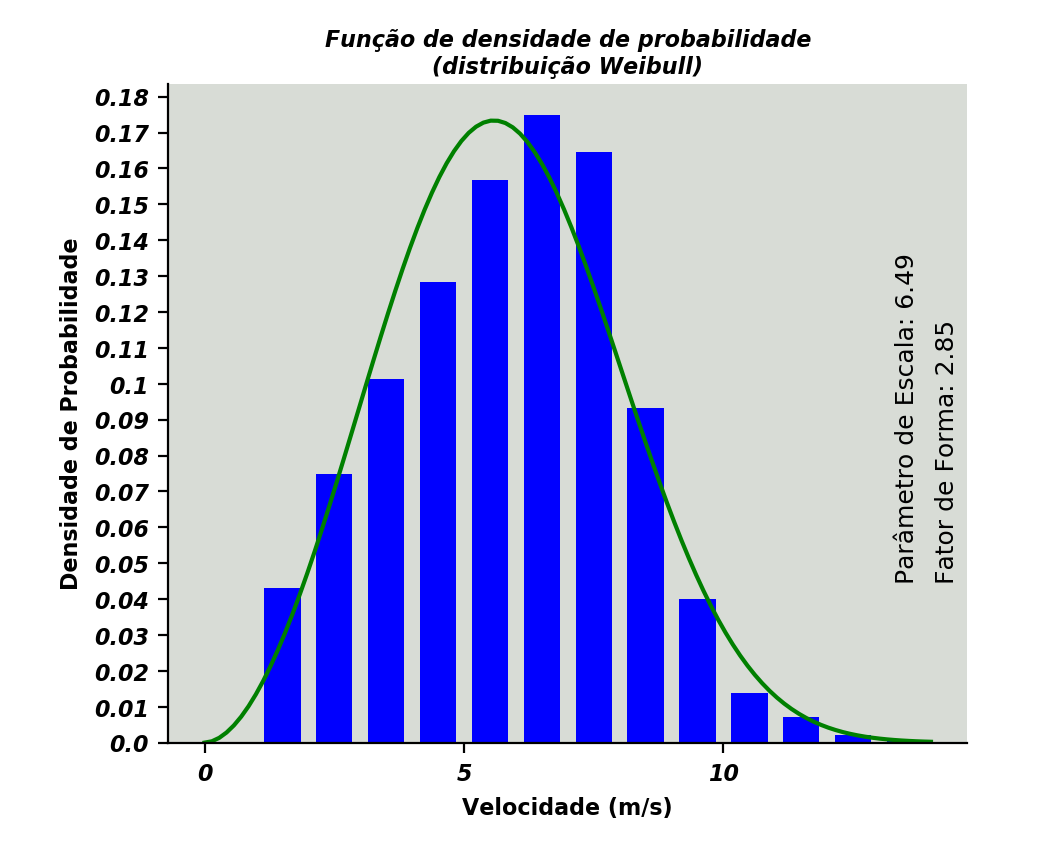 Função de densidade de probabilidade
(distribuição Weibull)
0.18
0.17
0.16
0.15
0.14
0.13
0.12
0.11
0.1
0.09
0.08
0.07
0.06
0.05
0.04
0.03
0.02
0.01
0.0
Densidade de Probabilidade
Parâmetro de Escala: 6.49
Fator de Forma: 2.85
0 5 10
Velocidade (m/s)